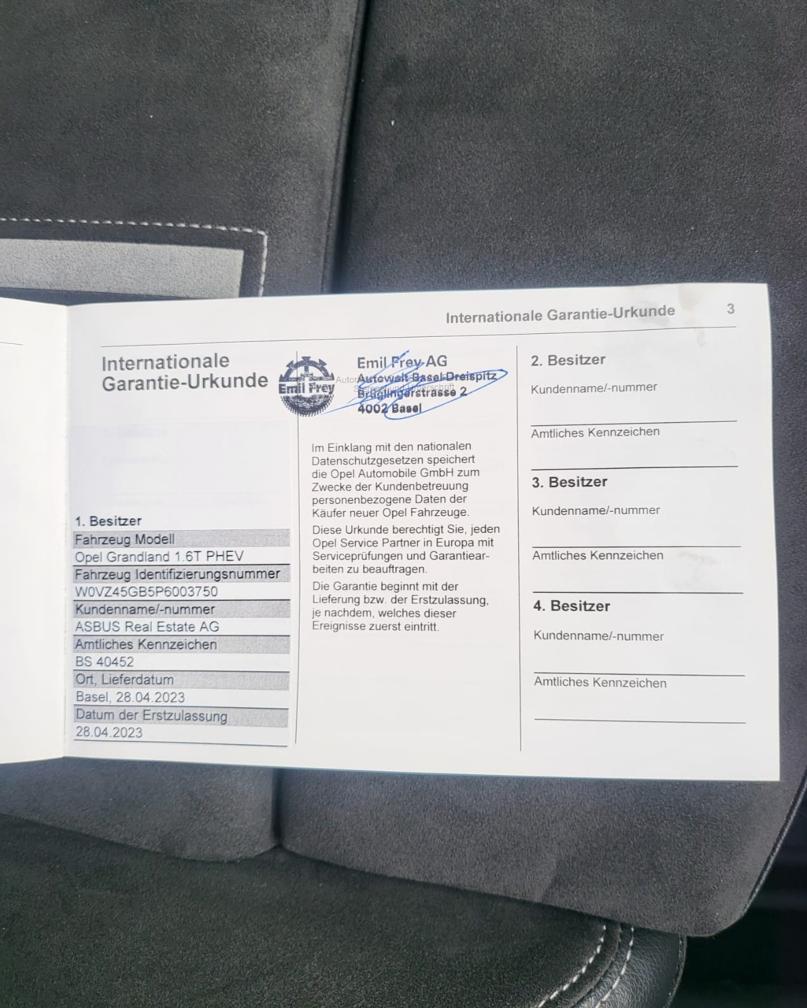 Internationale Garantie-Urkunde 3
Internationale
Garantie-Urkunde
1. Besitzer
Fahrzeug Modell
Opel Grandland 1.6T PHEV
Fahrzeug Identifizierungsnummer
W0VZ45GB5P6003750
Kundenname/-nummer
ASBUS Real Estate AG
Amtliches Kennzeichen
BS 40452
Ort, Lieferdatum
Basel, 28.04.2023
Datum der Erstzulassung
28.04.2023
Emil Frey
Emil Frey AG
Autowelt Basel-Dreispitz
Brüglingerstrasse 2
4002 Basel
Im Einklang mit den nationalen
Datenschutzgesetzen speichert
die Opel Automobile GmbH zum
Zwecke der Kundenbetreuung
personenbezogene Daten der
Käufer neuer Opel Fahrzeuge.
Diese Urkunde berechtigt Sie, jeden
Opel Service Partner in Europa mit
Serviceprüfungen und Garantiear-
beiten zu beauftragen.
Die Garantie beginnt mit der
Lieferung bzw. der Erstzulassung,
je nachdem, welches dieser
Ereignisse zuerst eintritt.
2. Besitzer
Kundenname/-nummer
Amtliches Kennzeichen
3. Besitzer
Kundenname/-nummer
Amtliches Kennzeichen
4. Besitzer
Kundenname/-nummer
Amtliches Kennzeichen